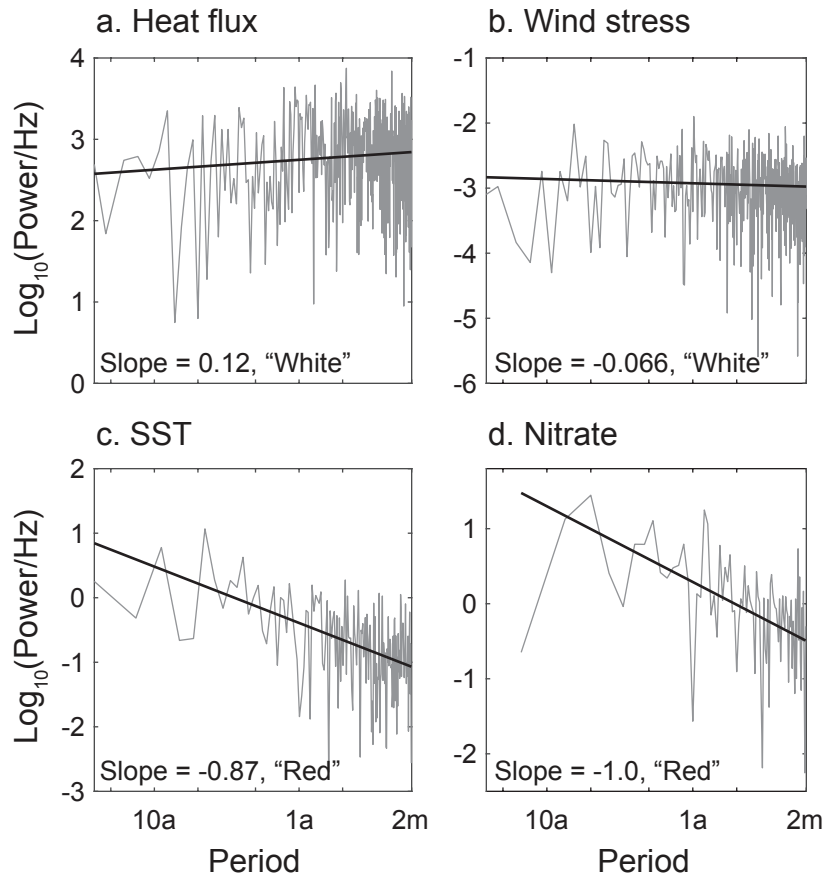 a. Heat flux
b. Wind stress
Log10(Power/Hz)
4
3
2
1
0
Slope = 0.12, “White”
-1
-2
-3
-4
-5
-6
Slope = -0.066, “White”
c. SST
d. Nitrate
Log10(Power/Hz)
2
1
0
-1
-2
-3
Slope = -0.87, “Red”
10a 1a 2m
Period
1
0
-1
-2
Slope = -1.0, “Red”
10a 1a 2m
Period